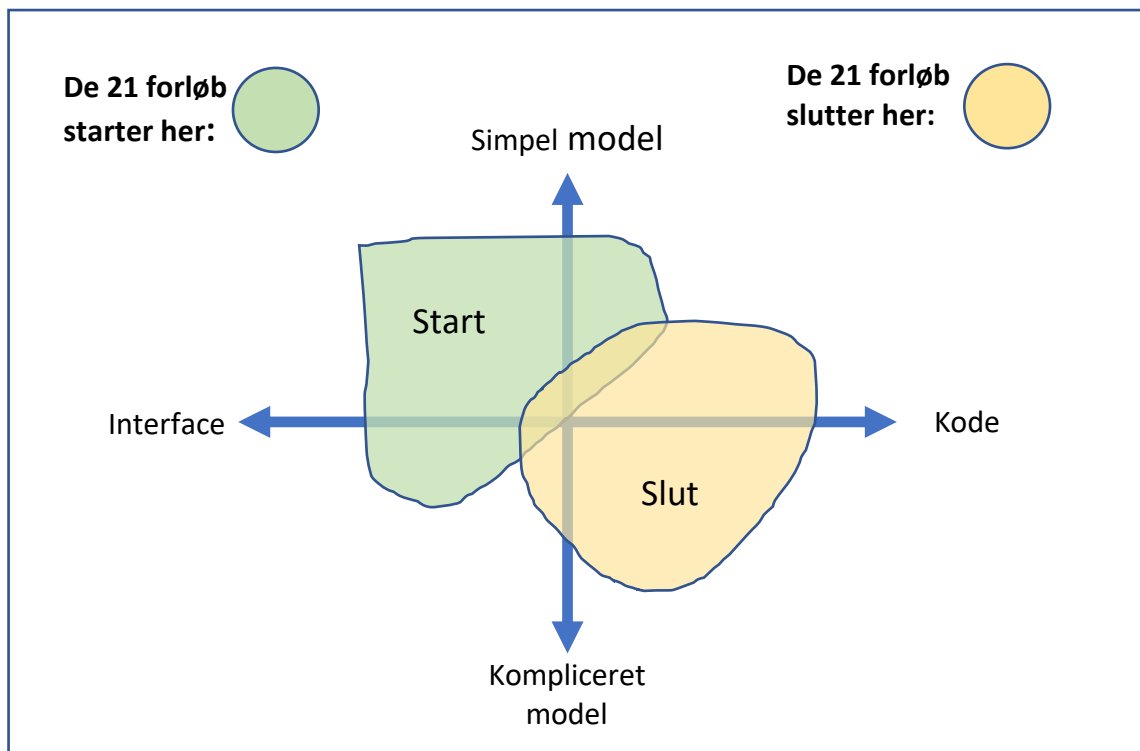 De 21 forløb
starter her:
De 21 forløb
slutter her:
Simpel model
Start
Interface
Kode
Slut
Kompliceret
model